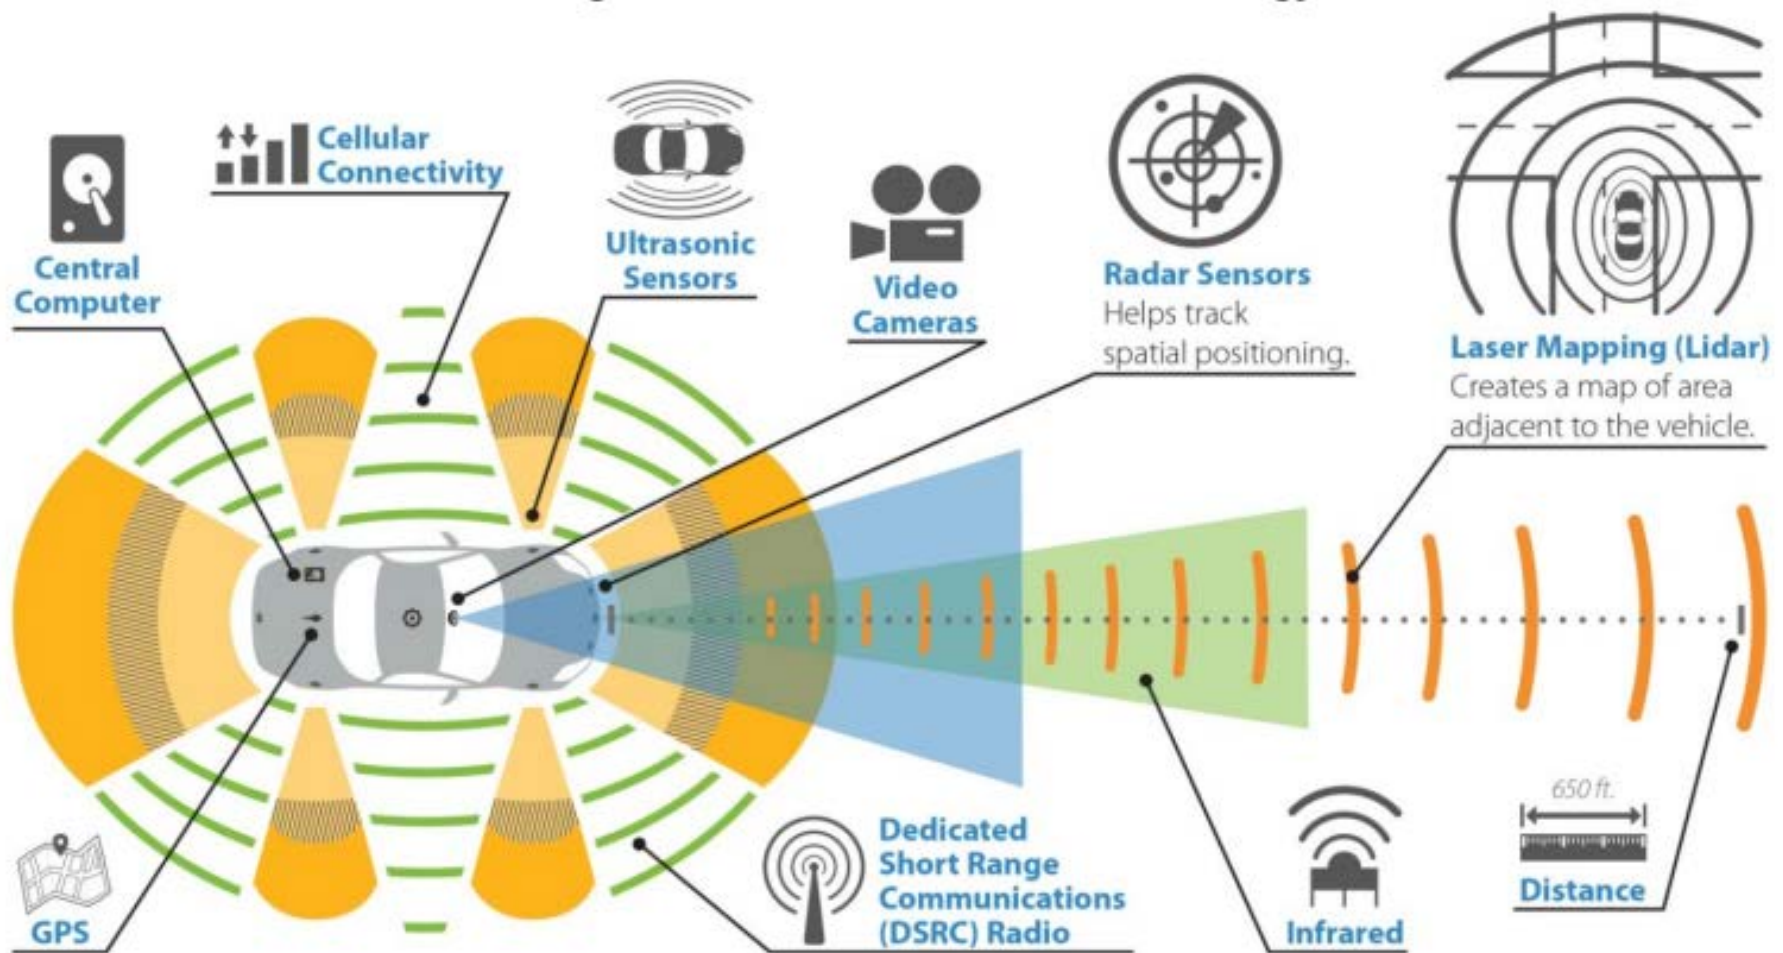 Cellular
Connectivity
Central
Computer
Ultrasonic
Sensors
Video
Cameras
Radar Sensors
Helps track
spatial positioning.
Laser Mapping (Lidar)
Creates a map of area
adjacent to the vehicle.
GPS
Dedicated
Short Range
Communications
(DSRC) Radio
Infrared
650 ft.
Distance